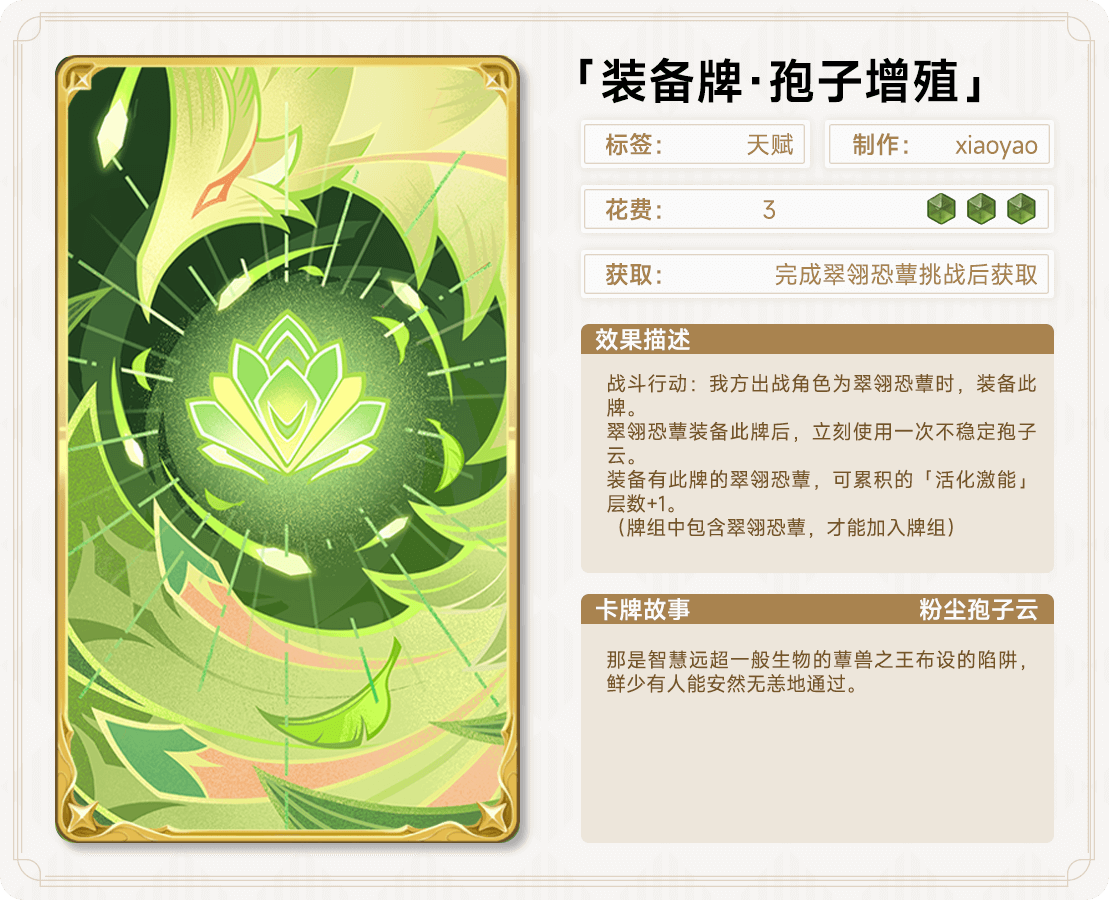 「装备牌·孢子增殖」
标签： 天赋
制作： xiaoyao
花费： 3
获取： 完成翠翎恐蕈挑战后获取
效果描述
战斗行动：我方出战角色为翠翎恐蕈时，装备此
牌。
翠翎恐蕈装备此牌后，立刻使用一次不稳定孢子
云。
装备有此牌的翠翎恐蕈，可累积的「活化激能」
层数+1。
（牌组中包含翠翎恐蕈，才能加入牌组）
卡牌故事 粉尘孢子云
那是智慧远超一般生物的蕈兽之王布设的陷阱，
鲜少有人能安然无恙地通过。